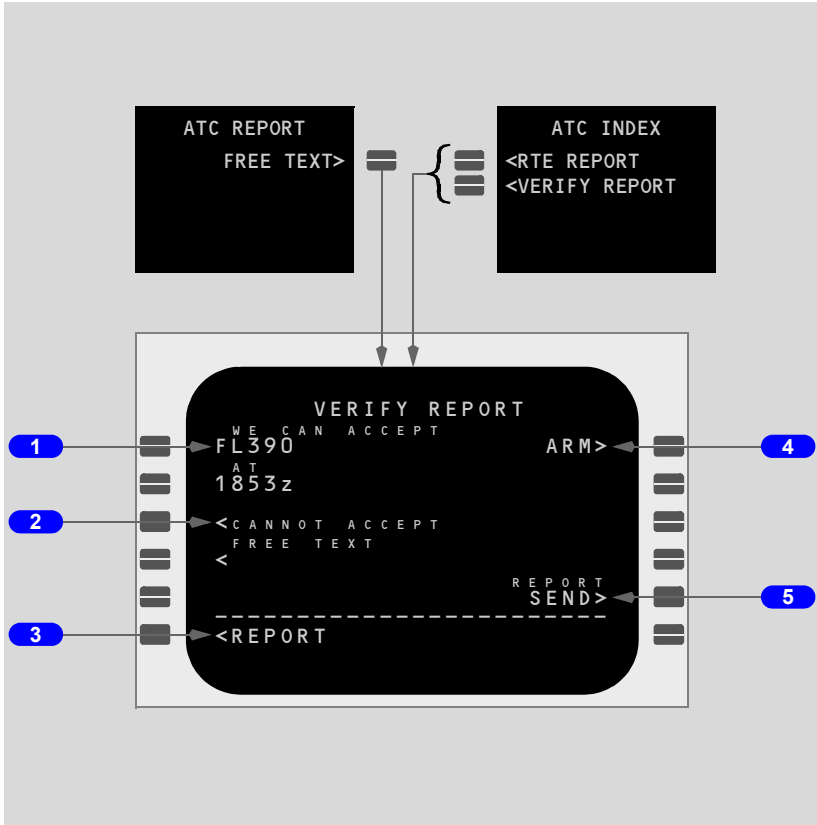 ATC REPORT
FREE TEXT>
ATC INDEX
<RTE REPORT
<VERIFY REPORT
VERIFY REPORT
WE CAN ACCEPT
1
FL390
ARM>
4
AT
1853z
2
<CANNOT ACCEPT
FREE TEXT
<
REPORT
SEND>
5
------------------------
3
<REPORT